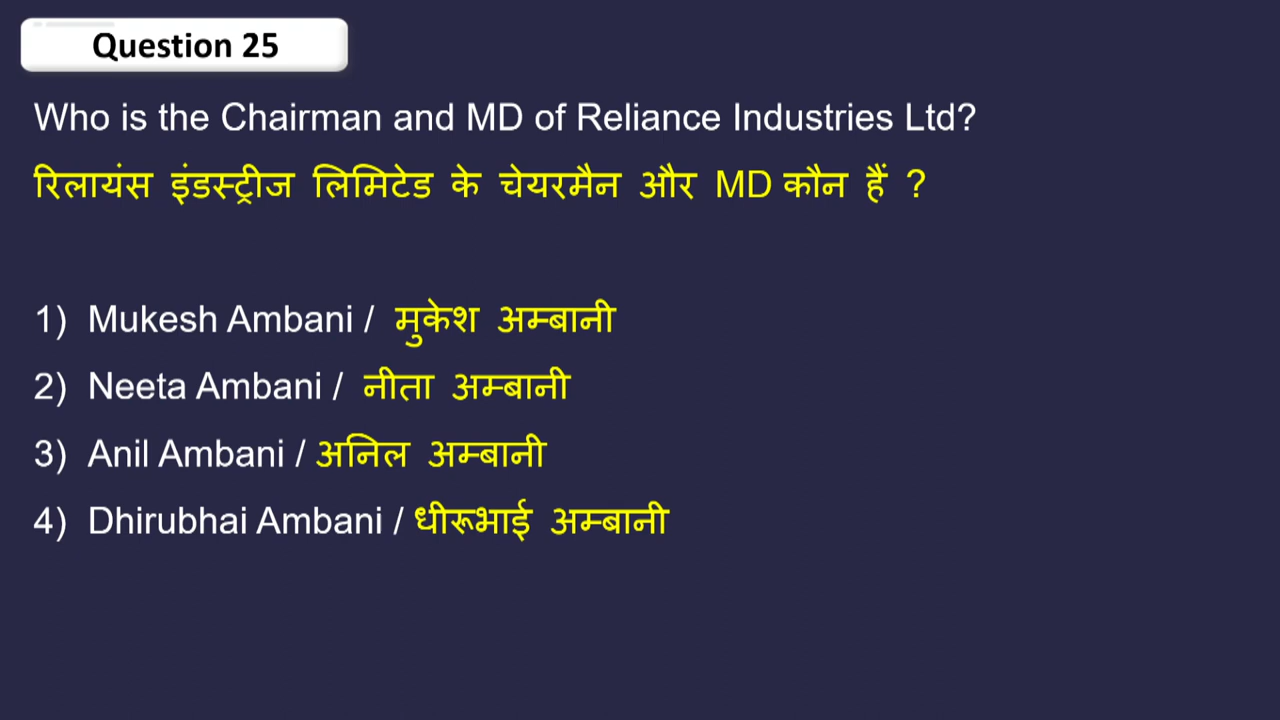 Question 25
Who is the Chairman and MD of Reliance Industries Ltd?
रिलायंस इंडस्ट्रीज लिमिटेड के चेयरमैन और MD कौन हैं ?
1) Mukesh Ambani / मुकेश अम्बानी
2) Neeta Ambani / नीता अम्बानी
3) Anil Ambani / अनिल अम्बानी
4) Dhirubhai Ambani / धीरूभाई अम्बानी